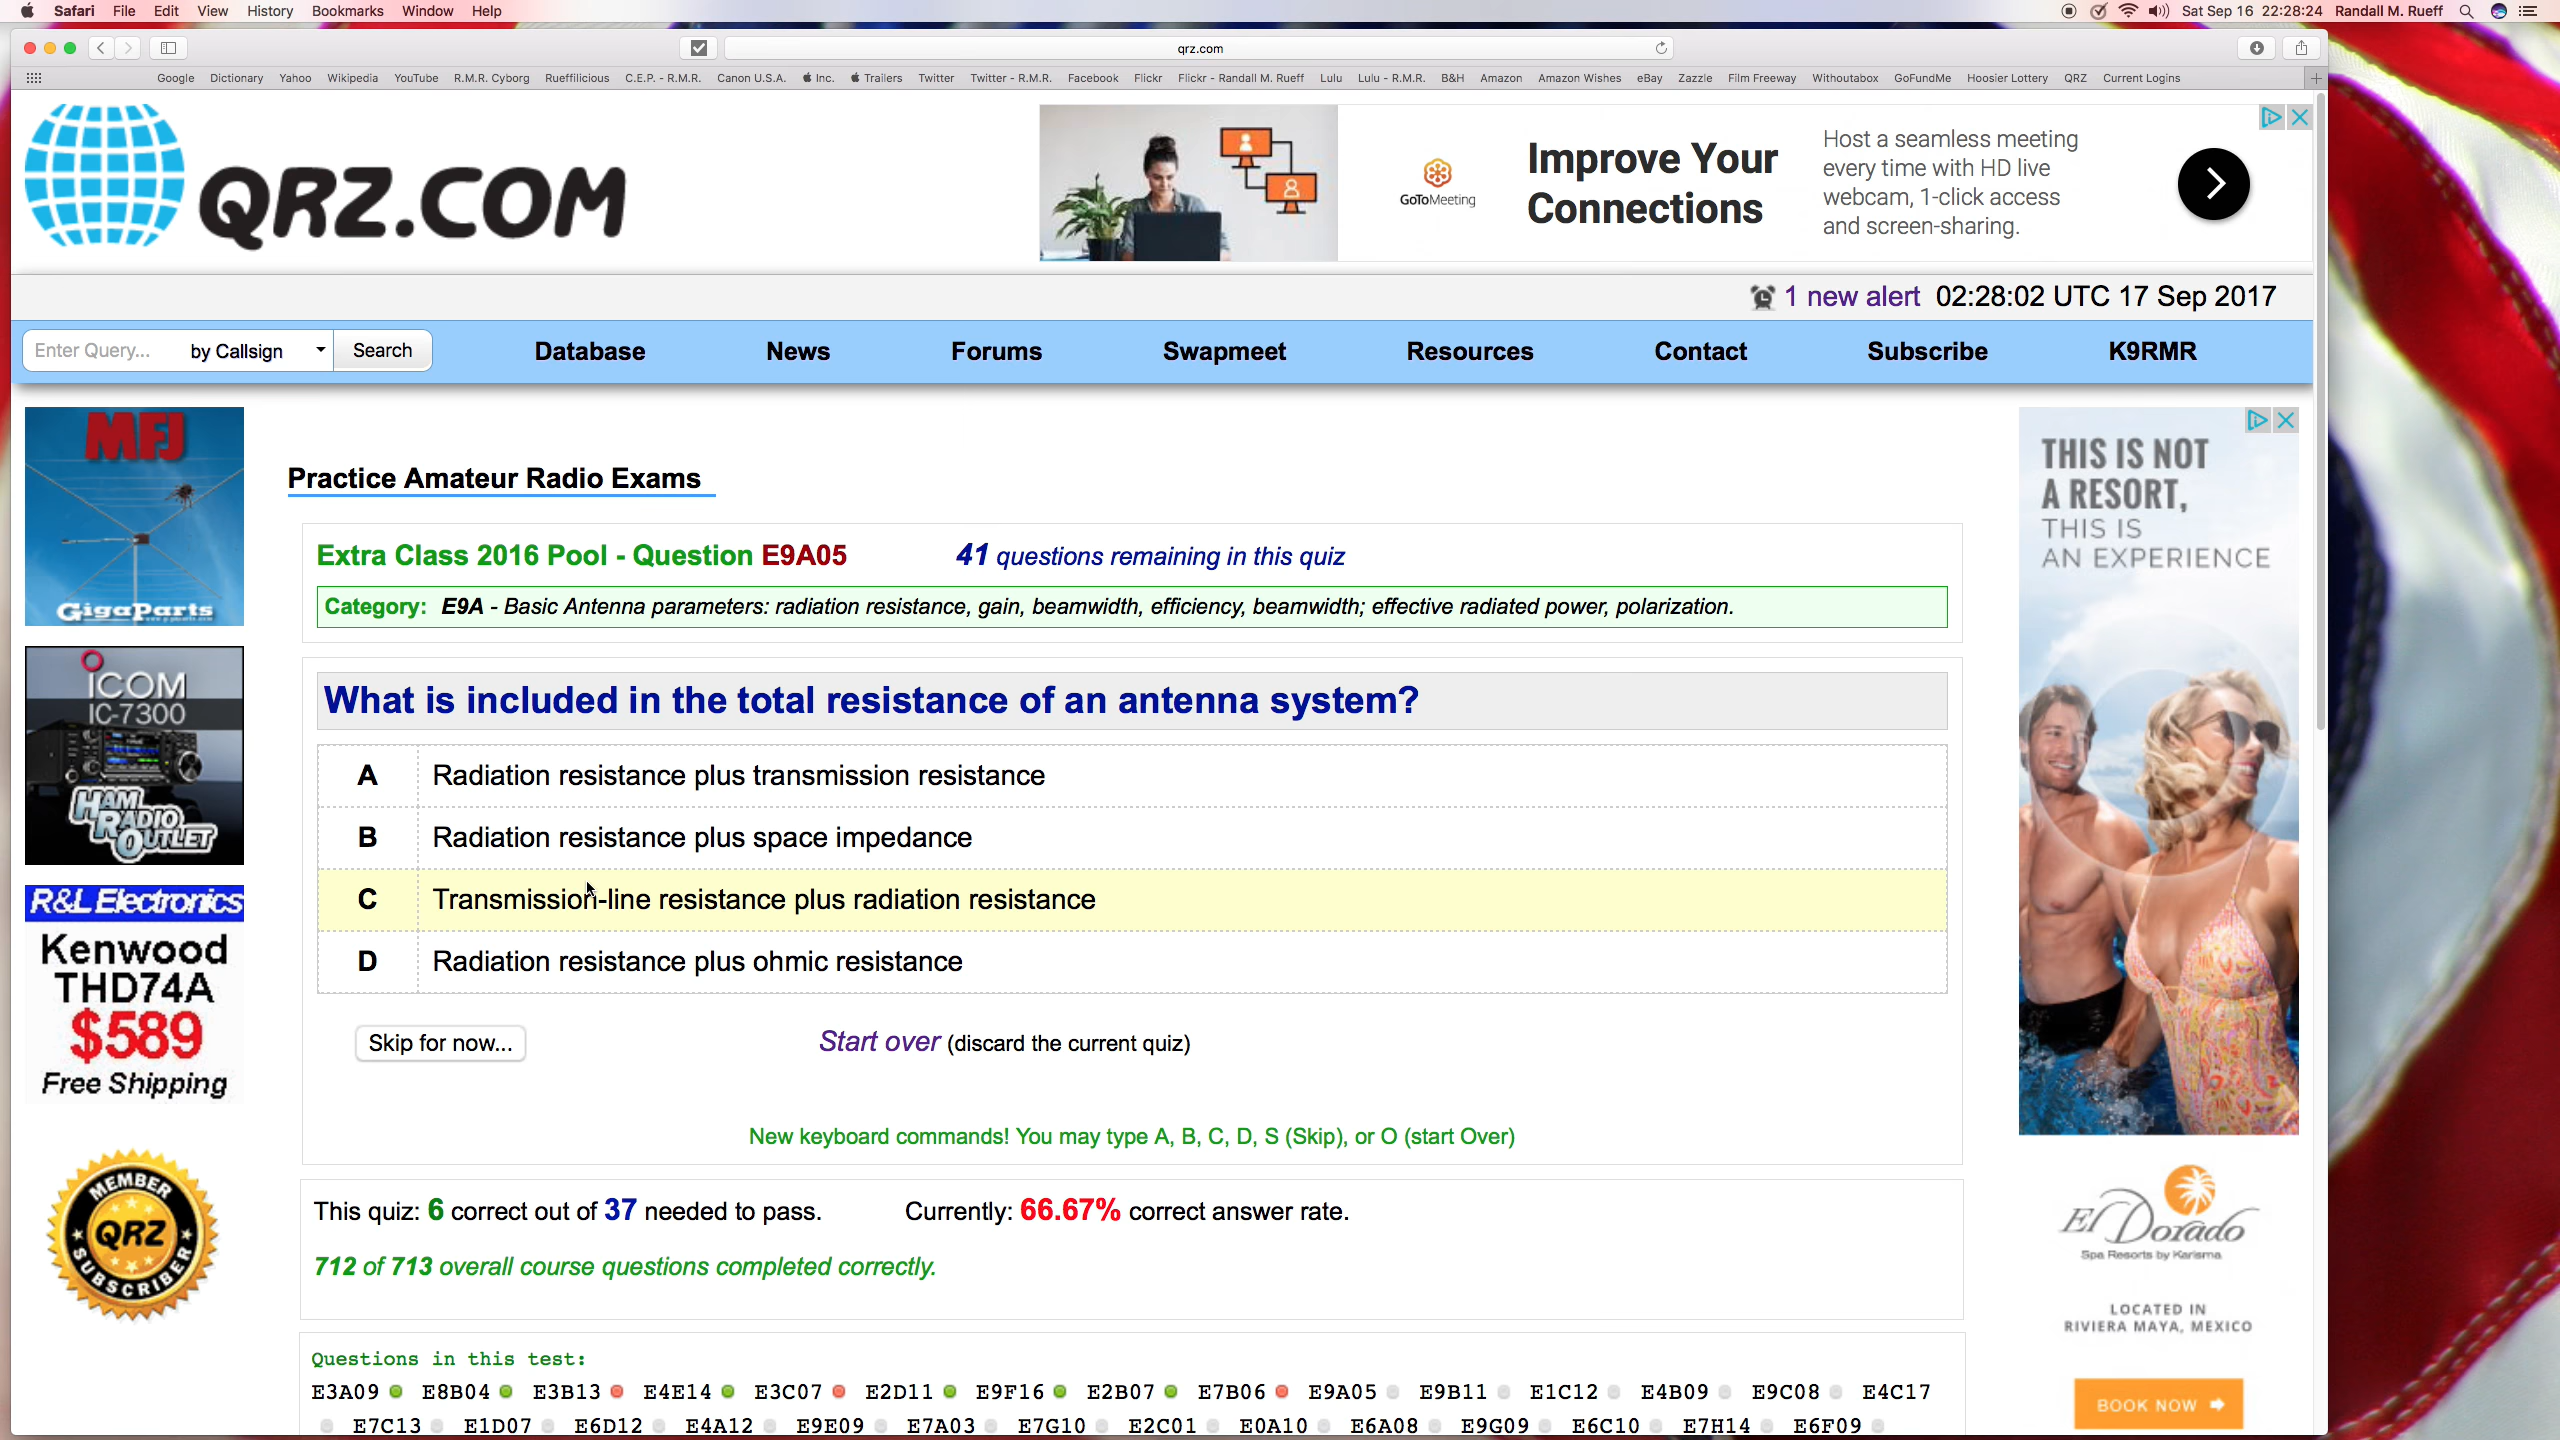 Safari File Edit View History Bookmarks Window Help Sat Sep 16 22:28:24 Randall M. Rueff
qrz.com
Google Dictionary Yahoo Wikipedia YouTube R.M.R. Cyborg Rueffilicious C.E.P. - R.M.R. Canon U.S.A. Inc. Trailers Twitter Twitter - R.M.R. Facebook Flickr Flickr - Randall M. Rueff Lulu Lulu - R.M.R. B&H Amazon Amazon Wishes eBay Zazzle Film Freeway Withoutabox GoFundMe Hoosier Lottery QRZ Current Logins
QRZ.COM
GoToMeeting
Improve Your
Connections
Host a seamless meeting
every time with HD live
webcam, 1-click access
and screen-sharing.
1 new alert 02:28:02 UTC 17 Sep 2017
Enter Query... by Callsign Search Database News Forums Swapmeet Resources Contact Subscribe K9RMR
MFJ
GigaParts
ICOM
IC-7300
HAM
RADIO
OUTLET
R&L Electronics
Kenwood
THD74A
$589
Free Shipping
MEMBER
QRZ
SUBSCRIBER
Practice Amateur Radio Exams
Extra Class 2016 Pool - Question E9A05 41 questions remaining in this quiz
Category: E9A - Basic Antenna parameters: radiation resistance, gain, beamwidth, efficiency, beamwidth; effective radiated power, polarization.
What is included in the total resistance of an antenna system?
A Radiation resistance plus transmission resistance
B Radiation resistance plus space impedance
C Transmission-line resistance plus radiation resistance
D Radiation resistance plus ohmic resistance
Skip for now... Start over (discard the current quiz)
New keyboard commands! You may type A, B, C, D, S (Skip), or O (start Over)
This quiz: 6 correct out of 37 needed to pass. Currently: 66.67% correct answer rate.
712 of 713 overall course questions completed correctly.
Questions in this test:
E3A09 E8B04 E3B13 E4E14 E3C07 E2D11 E9F16 E2B07 E7B06 E9A05 E9B11 E1C12 E4B09 E9C08 E4C17
E7C13 E1D07 E6D12 E4A12 E9E09 E7A03 E7G10 E2C01 E0A10 E6A08 E9G09 E6C10 E7H14 E6F09
THIS IS NOT
A RESORT,
THIS IS
AN EXPERIENCE
El Dorado
Spa Resorts by Karisma
LOCATED IN
RIVIERA MAYA, MEXICO
BOOK NOW